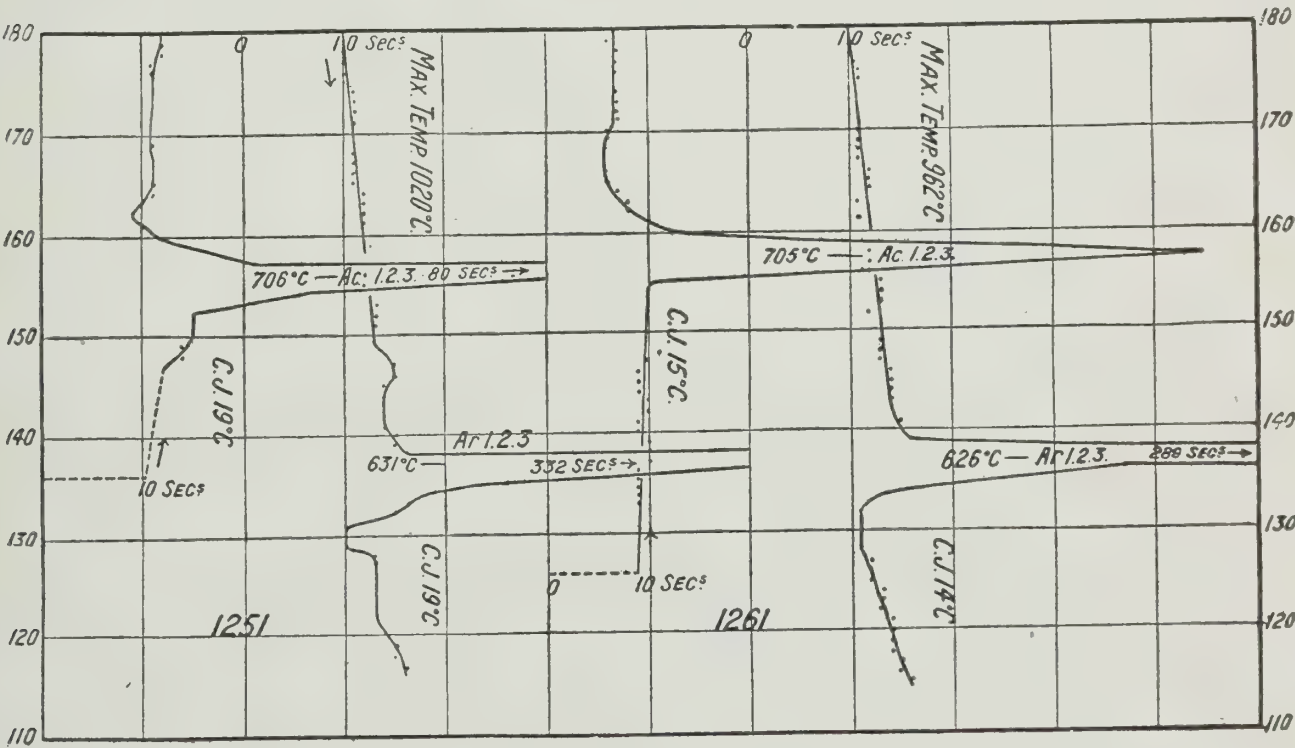 180
170
160
150
140
130
120
110
0
10 Secs
MAX. TEMP. 1020°C.
706°C — Ac. 1.2.3. 80 SECS →
C.J. 19°C
10 SECS
Ar 1.2.3
631°C —
332 SECS →
C.J. 19°C
1251
0
10 Secs
MAX. TEMP. 962°C
705°C — Ac. 1.2.3.
C.J. 15°C.
626°C — Ar 1.2.3.
289 SECS →
0
10 SECS
C.J. 14°C
1261
180
170
160
150
140
130
120
110